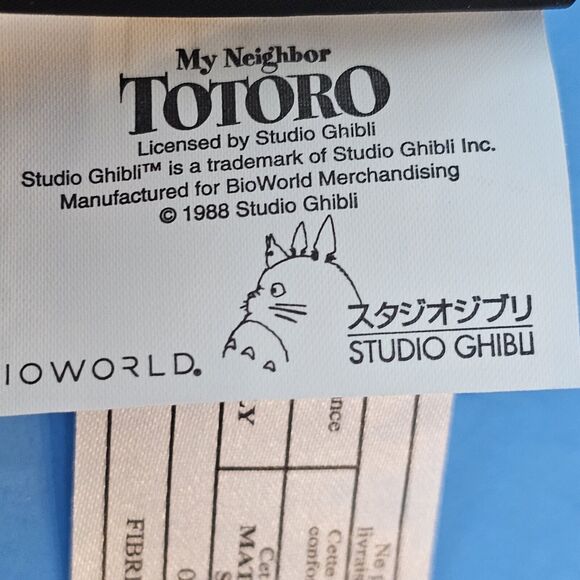 My Neighbor
TOTORO
Licensed by Studio Ghibli
Studio Ghibli™ is a trademark of Studio Ghibli Inc.
Manufactured for BioWorld Merchandising
© 1988 Studio Ghibli
スタジオジブリ
STUDIO GHIBLI
IOWORLD®
Cette